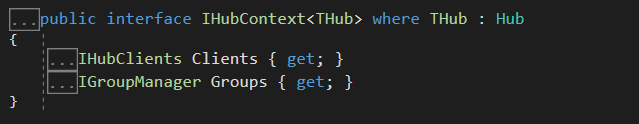 ...public interface IHubContext<THub> where THub : Hub
{
...IHubClients Clients { get; }
...IGroupManager Groups { get; }
}